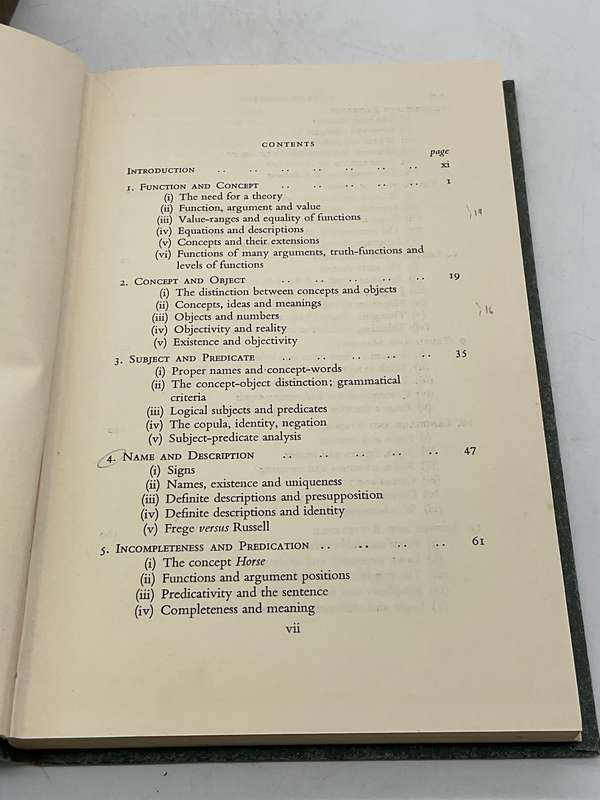 CONTENTS
page
INTRODUCTION .. .. .. .. .. .. .. xi
1. FUNCTION AND CONCEPT .. .. .. .. .. 1
(i) The need for a theory
(ii) Function, argument and value
(iii) Value-ranges and equality of functions
(iv) Equations and descriptions
(v) Concepts and their extensions
(vi) Functions of many arguments, truth-functions and
levels of functions
19
2. CONCEPT AND OBJECT .. .. .. .. .. 19
(i) The distinction between concepts and objects
(ii) Concepts, ideas and meanings
(iii) Objects and numbers
(iv) Objectivity and reality
(v) Existence and objectivity
16
3. SUBJECT AND PREDICATE .. .. .. .. .. 35
(i) Proper names and concept-words
(ii) The concept-object distinction; grammatical
criteria
(iii) Logical subjects and predicates
(iv) The copula, identity, negation
(v) Subject-predicate analysis
4. NAME AND DESCRIPTION .. .. .. .. .. 47
(i) Signs
(ii) Names, existence and uniqueness
(iii) Definite descriptions and presupposition
(iv) Definite descriptions and identity
(v) Frege versus Russell
5. INCOMPLETENESS AND PREDICATION .. .. .. .. 61
(i) The concept Horse
(ii) Functions and argument positions
(iii) Predicativity and the sentence
(iv) Completeness and meaning
vii